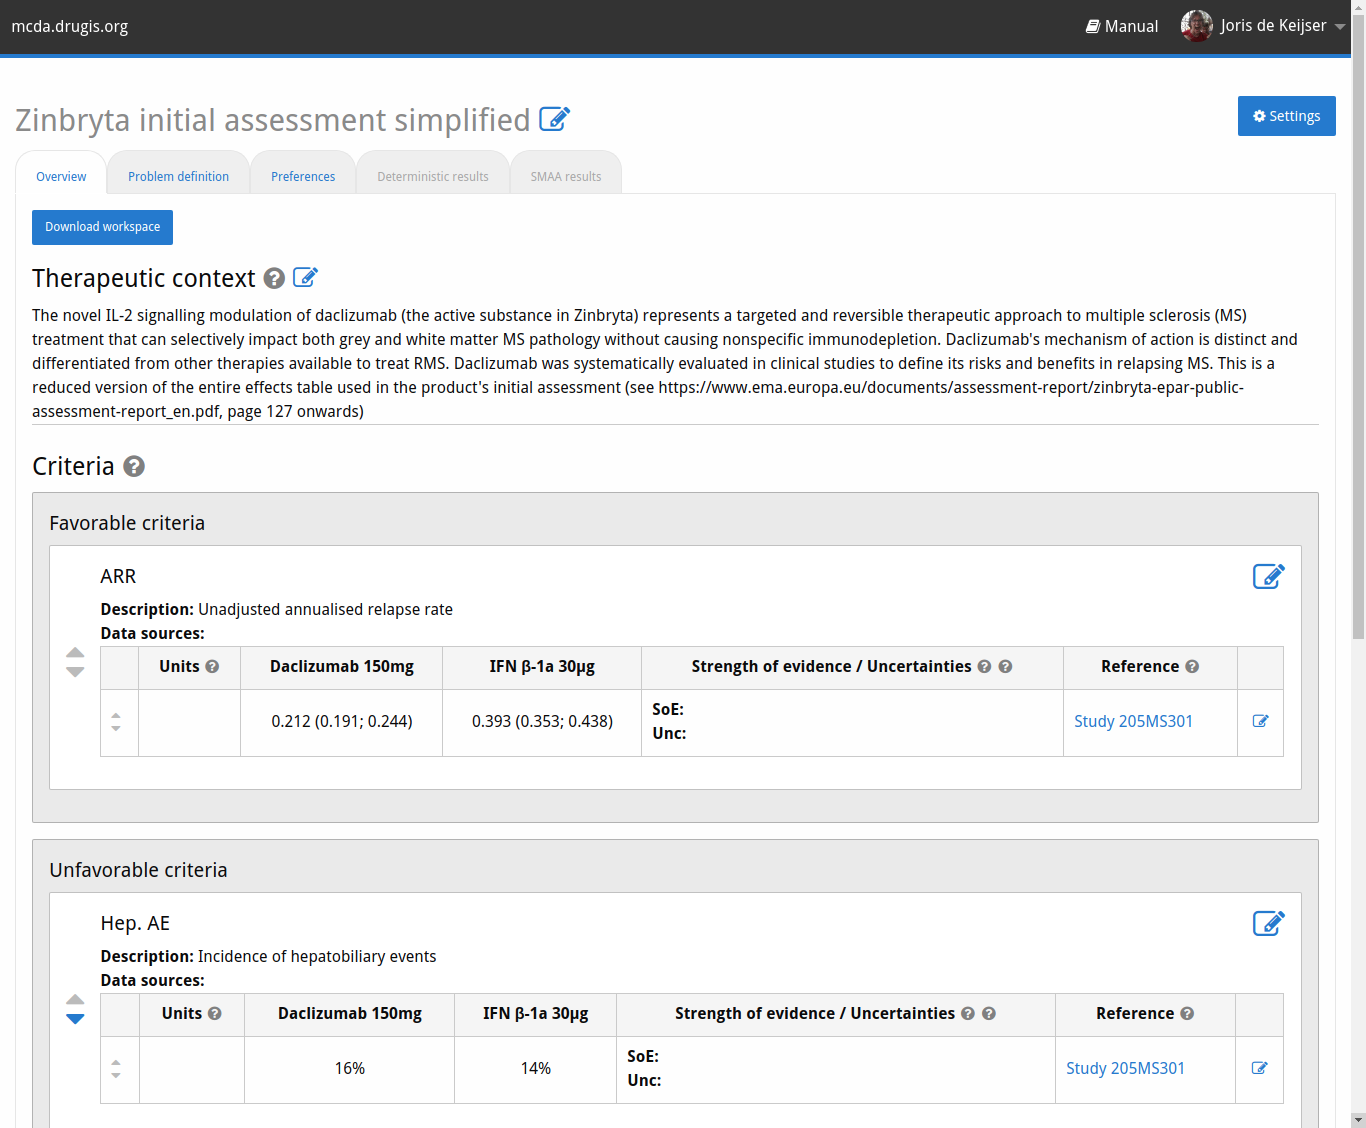 mcda.drugis.org
Manual
Joris de Keijser
Zinbryta initial assessment simplified
Settings
Overview
Problem definition
Preferences
Deterministic results
SMAA results
Download workspace
Therapeutic context
The novel IL-2 signalling modulation of daclizumab (the active substance in Zinbryta) represents a targeted and reversible therapeutic approach to multiple sclerosis (MS)
treatment that can selectively impact both grey and white matter MS pathology without causing nonspecific immunodepletion. Daclizumab's mechanism of action is distinct and
differentiated from other therapies available to treat RMS. Daclizumab was systematically evaluated in clinical studies to define its risks and benefits in relapsing MS. This is a
reduced version of the entire effects table used in the product's initial assessment (see https://www.ema.europa.eu/documents/assessment-report/zinbryta-epar-public-
assessment-report_en.pdf, page 127 onwards)
Criteria
Favorable criteria
ARR
Description: Unadjusted annualised relapse rate
Data sources:
Units
Daclizumab 150mg
IFN β-1a 30μg
Strength of evidence / Uncertainties
Reference
0.212 (0.191; 0.244)
0.393 (0.353; 0.438)
SoE:
Unc:
Study 205MS301
Unfavorable criteria
Hep. AE
Description: Incidence of hepatobiliary events
Data sources:
Units
Daclizumab 150mg
IFN β-1a 30μg
Strength of evidence / Uncertainties
Reference
16%
14%
SoE:
Unc:
Study 205MS301